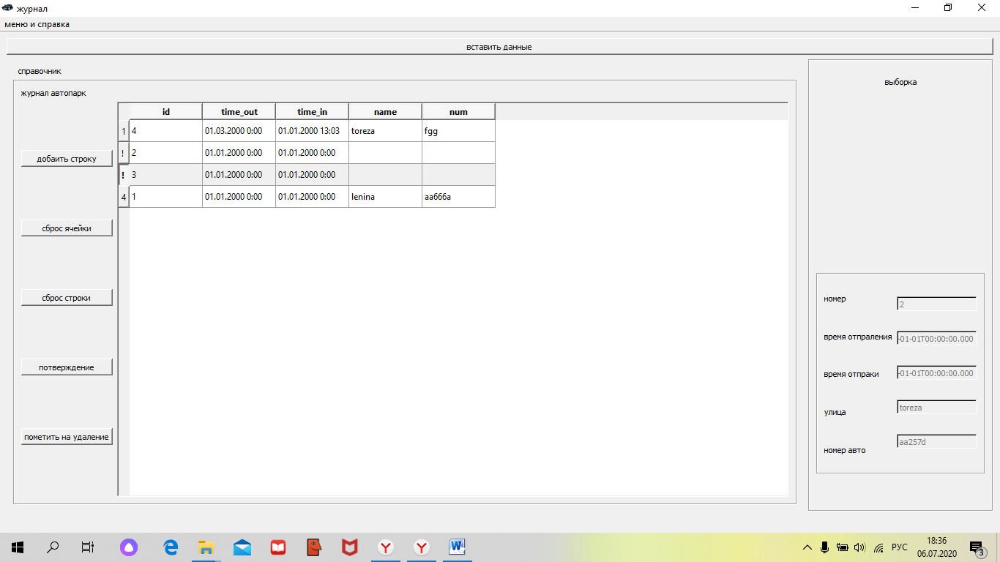 журнал
меню и справка
вставить данные
справочник
журнал автопарк
id time_out time_in name num
1 4 01.03.2000 0:00 01.01.2000 13:03 toreza fgg
! 2 01.01.2000 0:00 01.01.2000 0:00
! 3 01.01.2000 0:00 01.01.2000 0:00
4 1 01.01.2000 0:00 01.01.2000 0:00 lenina aa666a
добаить строку
сброс ячейки
сброс строки
потверждение
пометить на удаление
выборка
номер 2
время отпраления -01-01T00:00:00.000
время отпраки -01-01T00:00:00.000
улица toreza
номер авто aa257d
РУС
18:36
06.07.2020
3